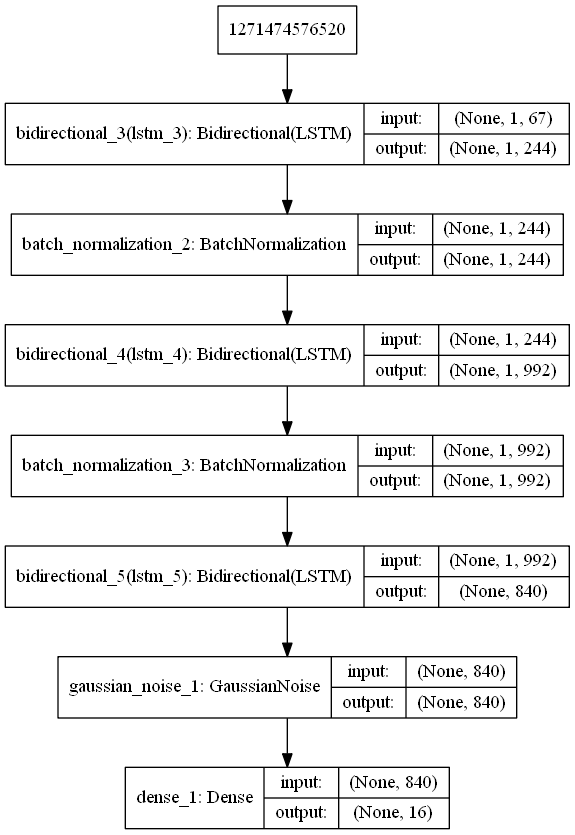 1271474576520
bidirectional_3(lstm_3): Bidirectional(LSTM)
input: (None, 1, 67)
output: (None, 1, 244)
batch_normalization_2: BatchNormalization
input: (None, 1, 244)
output: (None, 1, 244)
bidirectional_4(lstm_4): Bidirectional(LSTM)
input: (None, 1, 244)
output: (None, 1, 992)
batch_normalization_3: BatchNormalization
input: (None, 1, 992)
output: (None, 1, 992)
bidirectional_5(lstm_5): Bidirectional(LSTM)
input: (None, 1, 992)
output: (None, 840)
gaussian_noise_1: GaussianNoise
input: (None, 840)
output: (None, 840)
dense_1: Dense
input: (None, 840)
output: (None, 16)